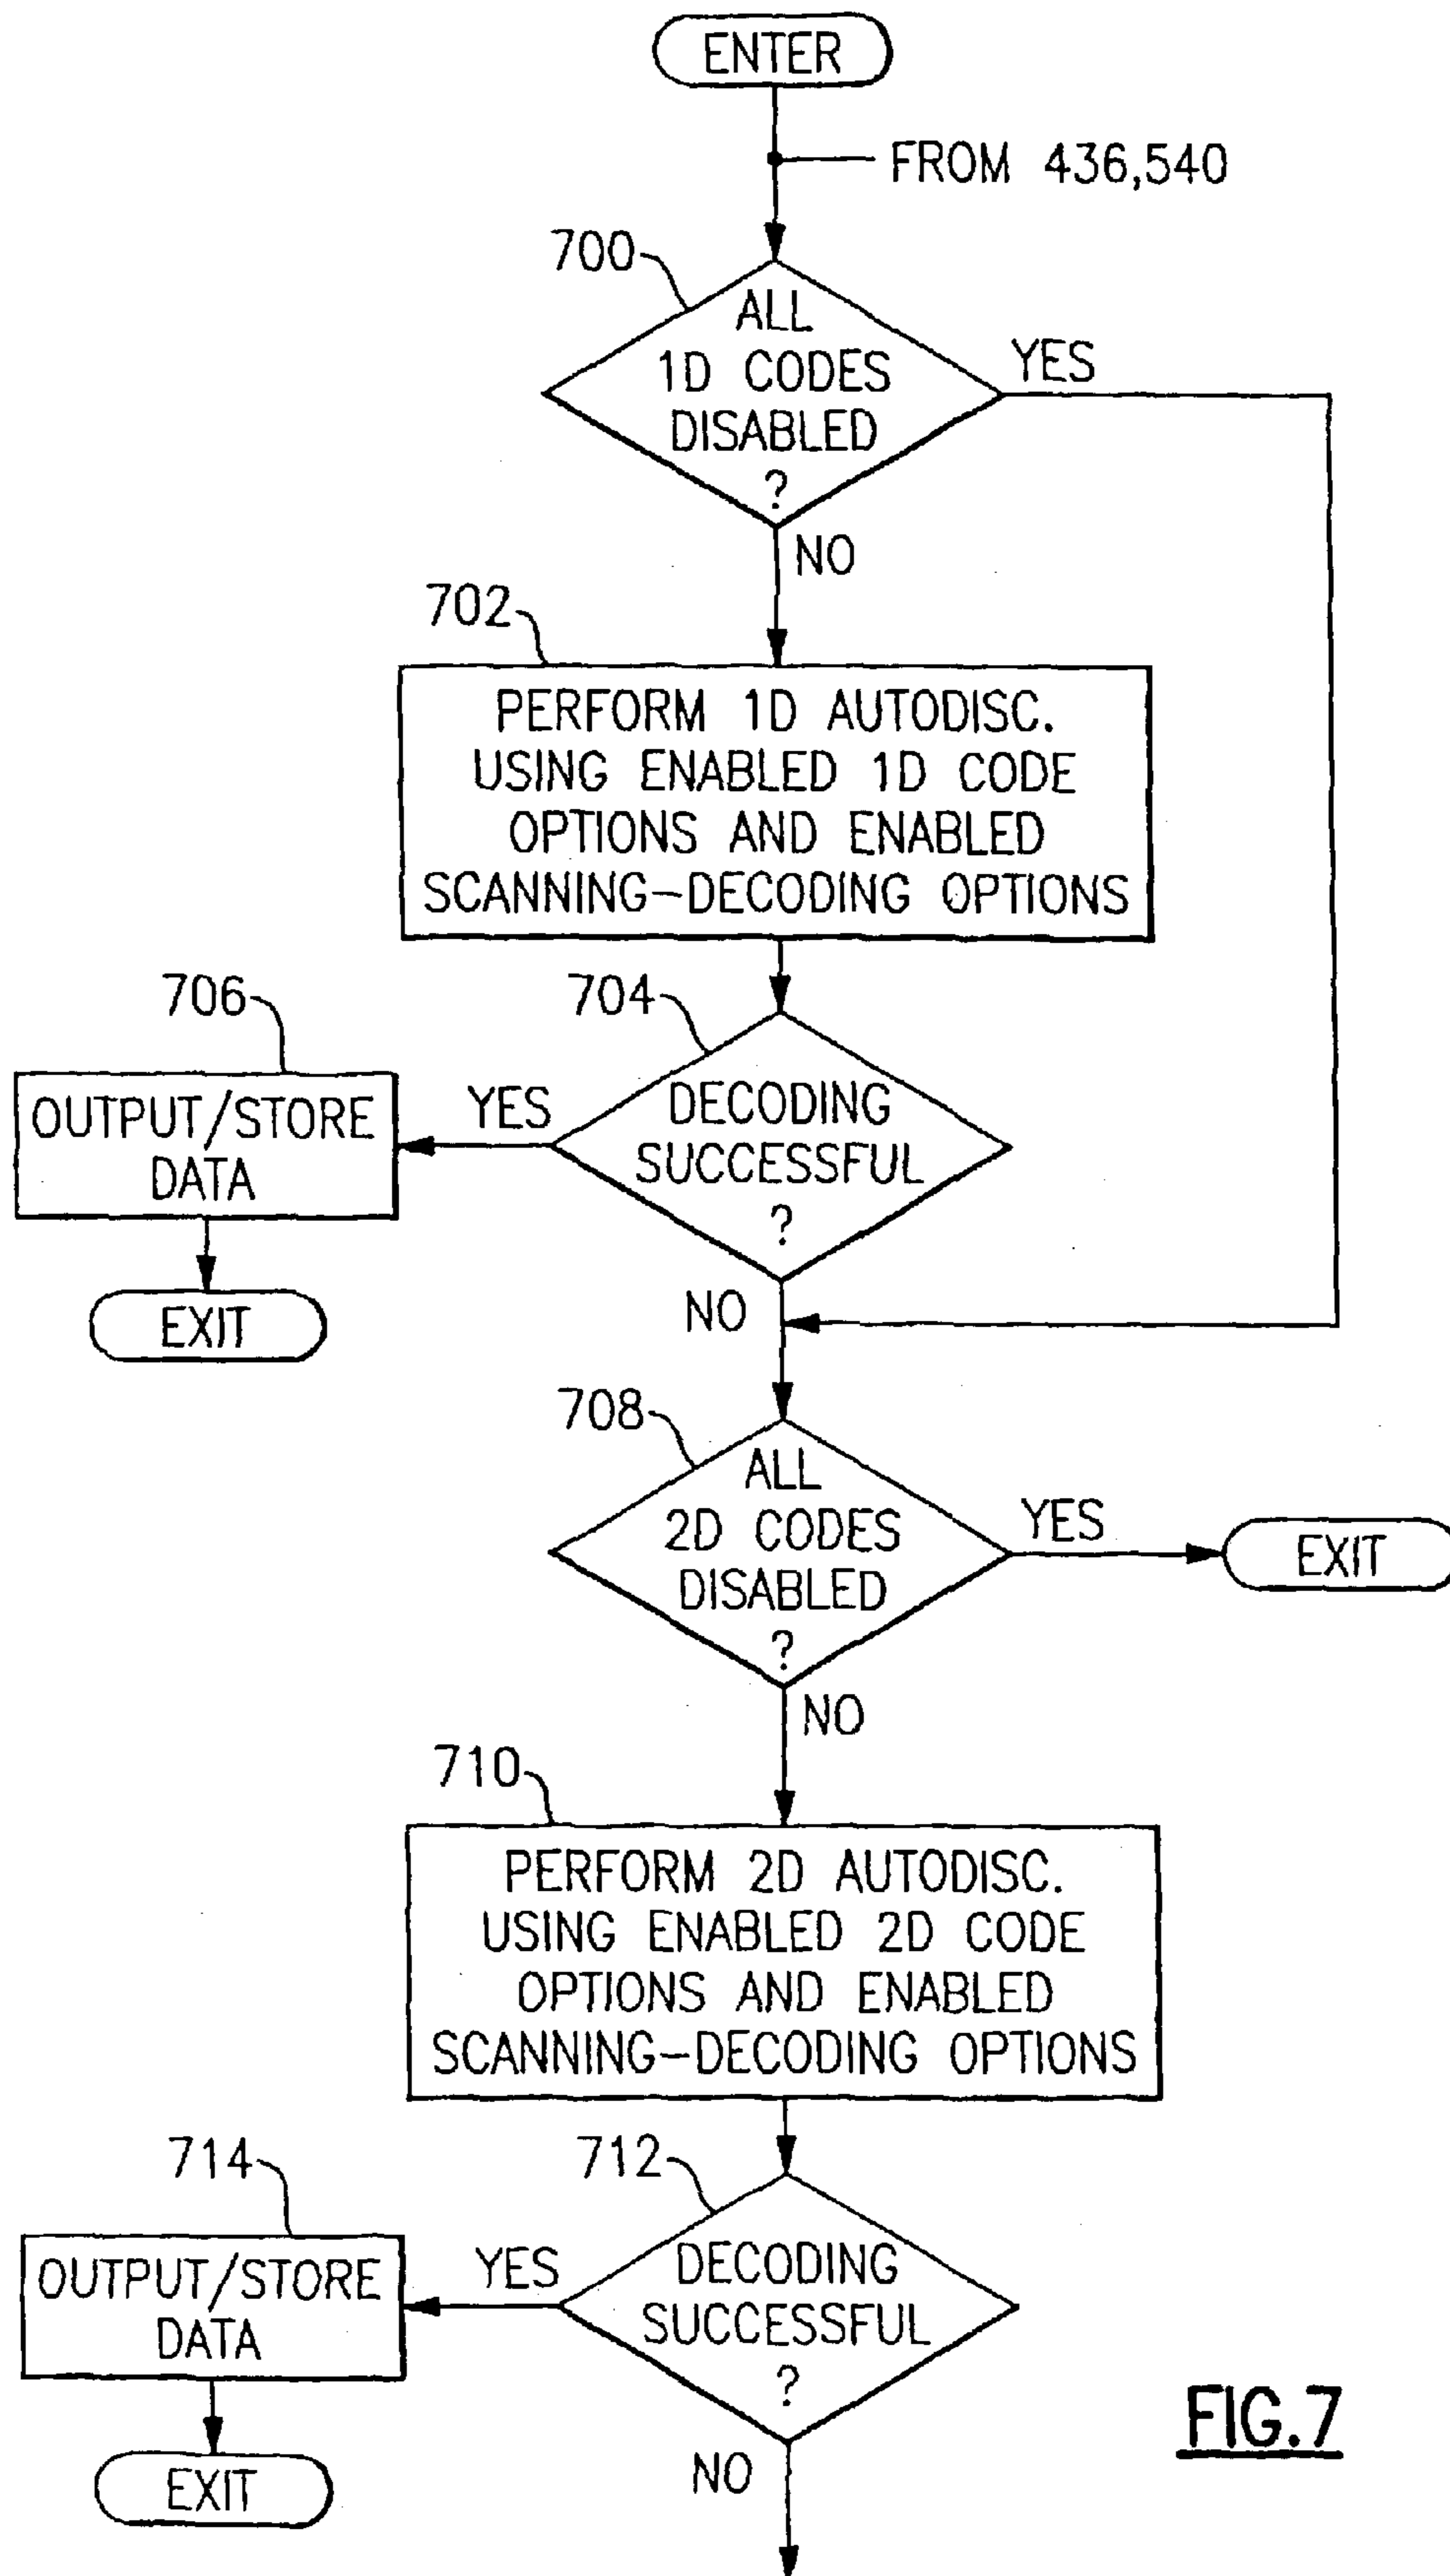 ENTER
FROM 436,540
700
ALL
1D CODES
DISABLED
?
YES
NO
702
PERFORM 1D AUTODISC.
USING ENABLED 1D CODE
OPTIONS AND ENABLED
SCANNING-DECODING OPTIONS
706
704
OUTPUT/STORE
DATA
YES
DECODING
SUCCESSFUL
?
EXIT
NO
708
ALL
2D CODES
DISABLED
?
YES
EXIT
NO
710
PERFORM 2D AUTODISC.
USING ENABLED 2D CODE
OPTIONS AND ENABLED
SCANNING-DECODING OPTIONS
714
712
OUTPUT/STORE
DATA
YES
DECODING
SUCCESSFUL
?
EXIT
NO
FIG.7